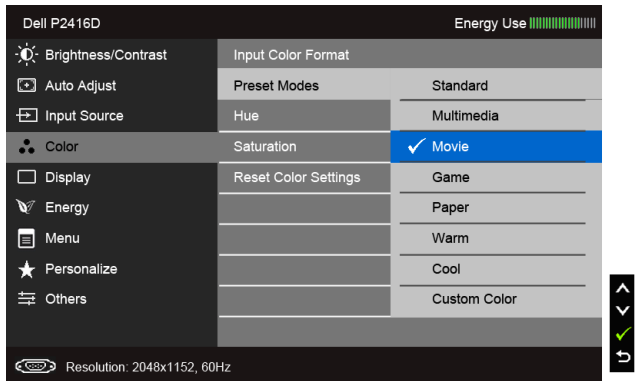 Dell P2416D
Energy Use
Brightness/Contrast
Auto Adjust
Input Source
Color
Display
Energy
Menu
Personalize
Others
Input Color Format
Preset Modes
Hue
Saturation
Reset Color Settings
Standard
Multimedia
Movie
Game
Paper
Warm
Cool
Custom Color
Resolution: 2048x1152, 60Hz